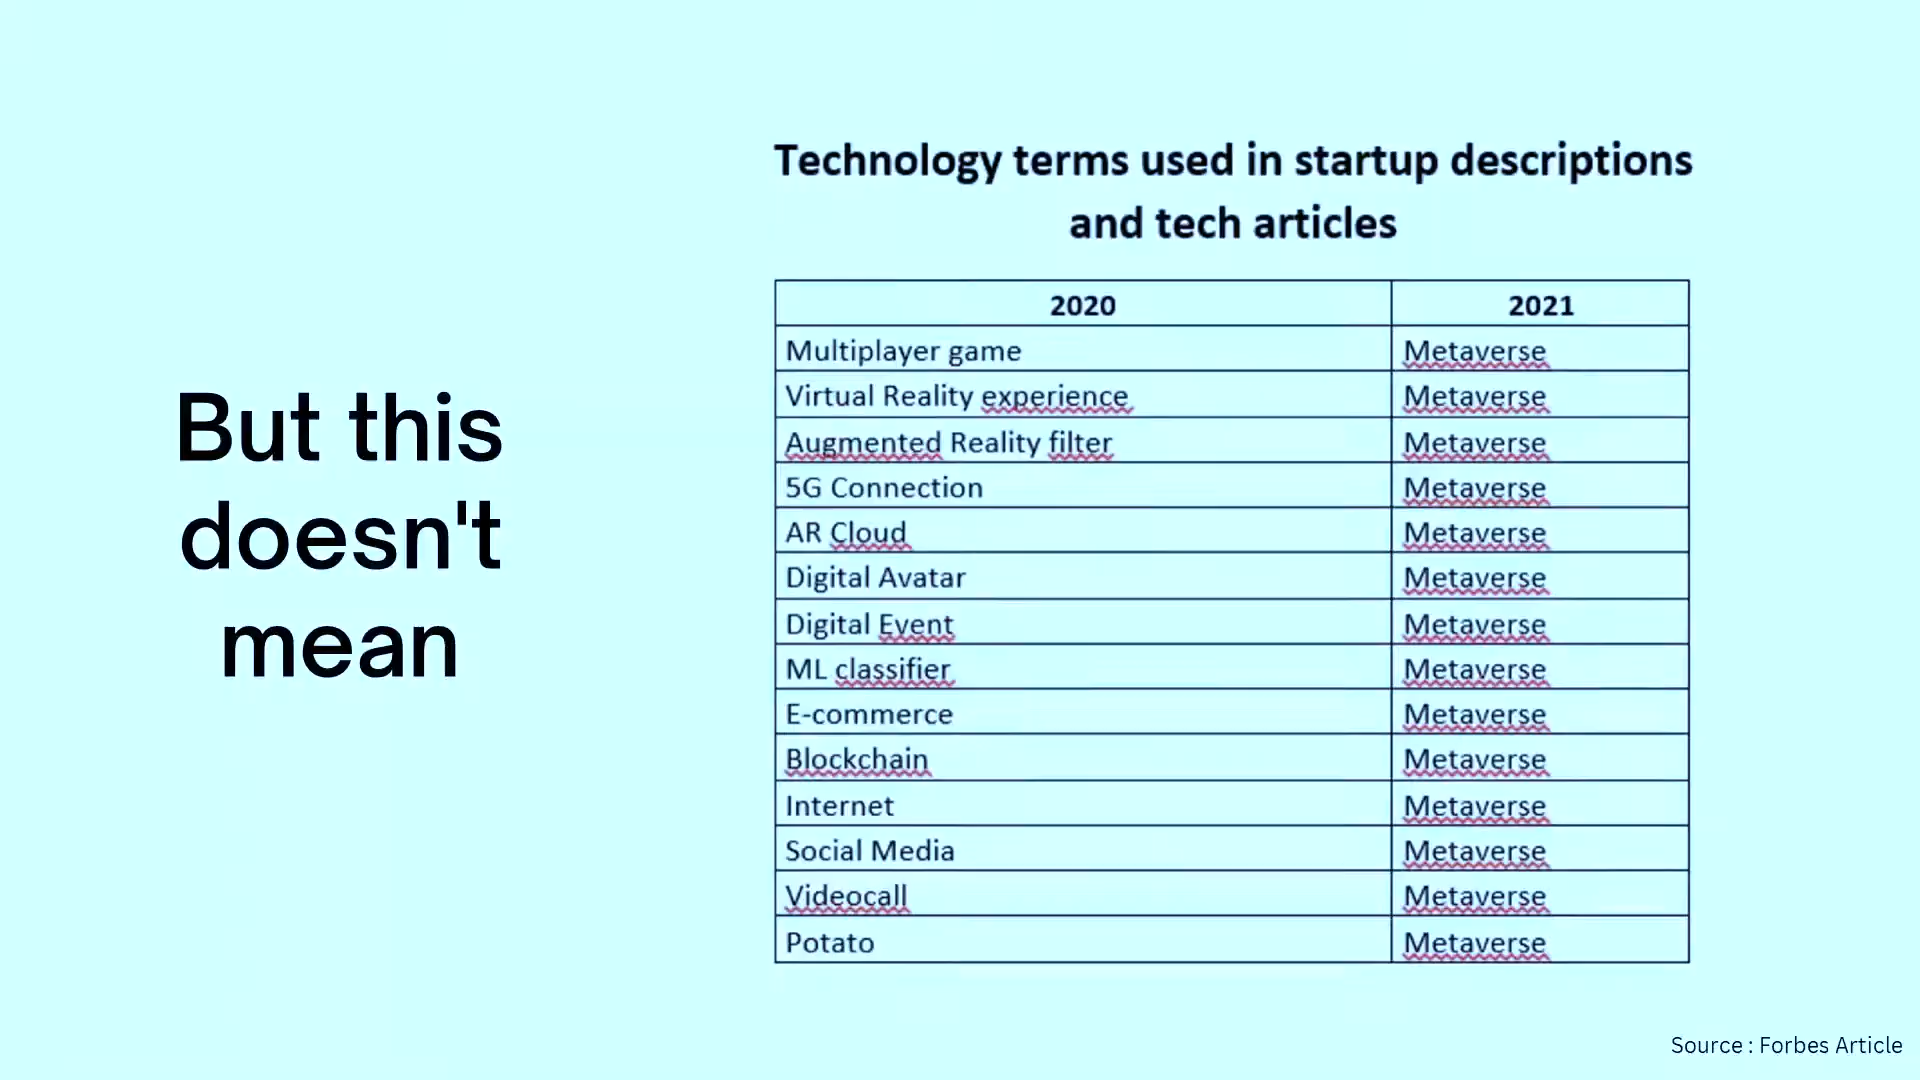 But this
doesn't
mean
Technology terms used in startup descriptions
and tech articles
2020 2021
Multiplayer game Metaverse
Virtual Reality experience Metaverse
Augmented Reality filter Metaverse
5G Connection Metaverse
AR Cloud Metaverse
Digital Avatar Metaverse
Digital Event Metaverse
ML classifier Metaverse
E-commerce Metaverse
Blockchain Metaverse
Internet Metaverse
Social Media Metaverse
Videocall Metaverse
Potato Metaverse
Source : Forbes Article